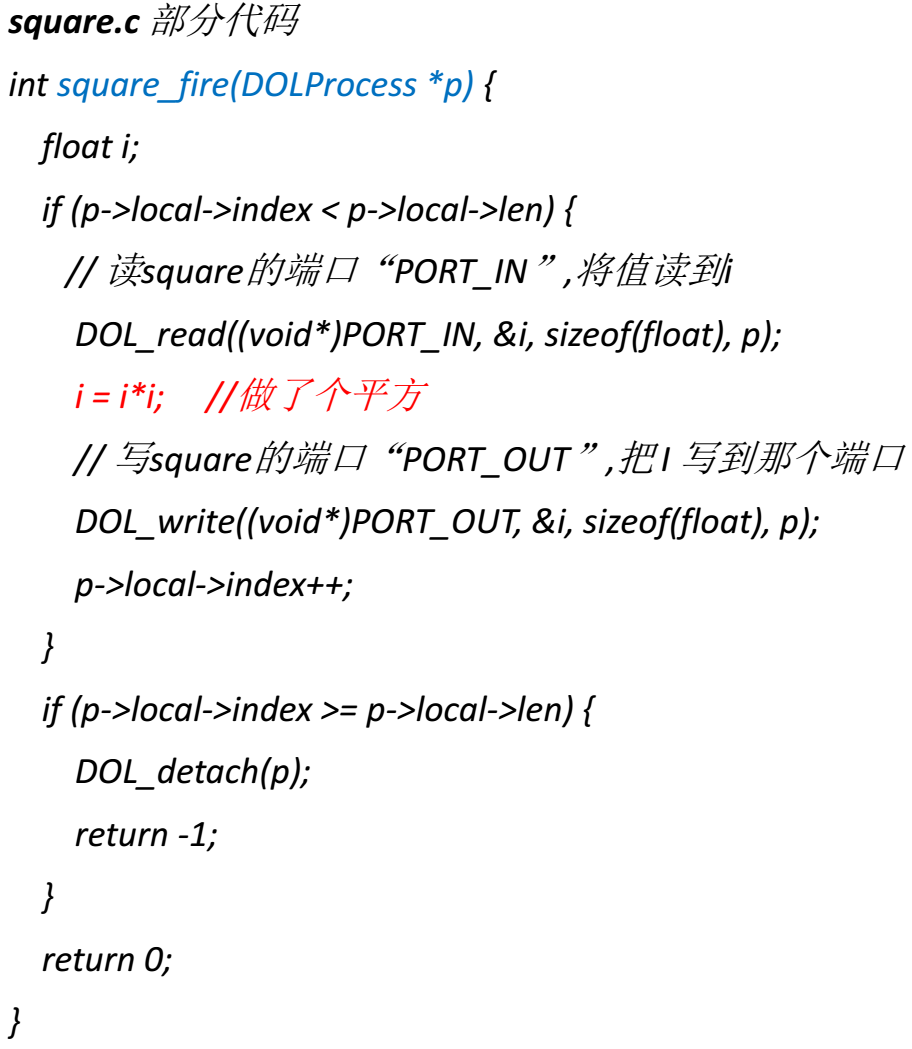 square.c 部分代码
int square_fire(DOLProcess *p) {
float i;
if (p->local->index < p->local->len) {
// 读square的端口“PORT_IN”,将值读到i
DOL_read((void*)PORT_IN, &i, sizeof(float), p);
i = i*i; //做了个平方
// 写square的端口“PORT_OUT”,把I 写到那个端口
DOL_write((void*)PORT_OUT, &i, sizeof(float), p);
p->local->index++;
}
if (p->local->index >= p->local->len) {
DOL_detach(p);
return -1;
}
return 0;
}